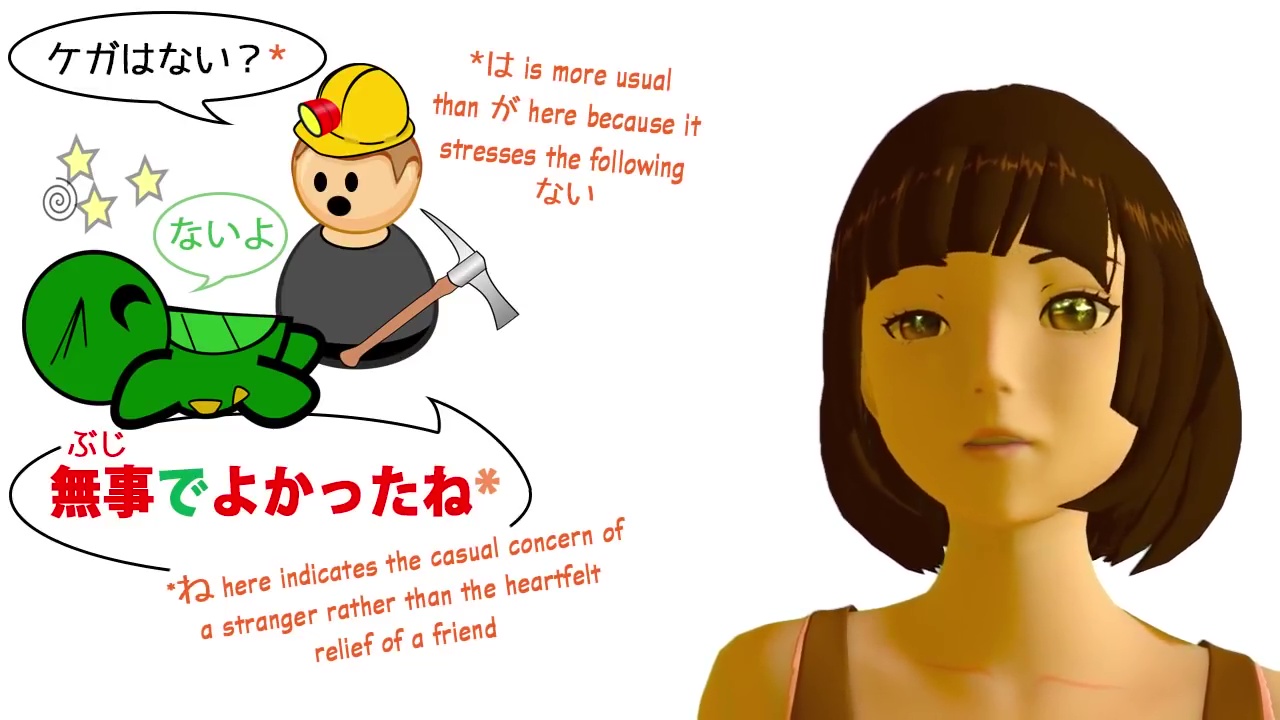 ケガはない？*
*は is more usual
than が here because it
stresses the following
ない
ないよ
ぶじ
無事でよかったね*
*ね here indicates the casual concern of
a stranger rather than the heartfelt
relief of a friend